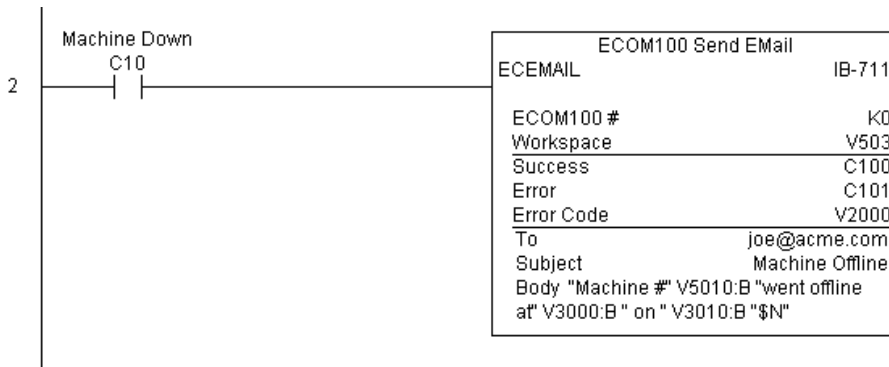 Machine Down
C10
2
ECOM100 Send EMail
ECEMAIL IB-711
ECOM100 # K0
Workspace V503
Success C100
Error C101
Error Code V2000
To joe@acme.com
Subject Machine Offline
Body "Machine #" V5010:B "went offline
at" V3000:B " on " V3010:B "$N"